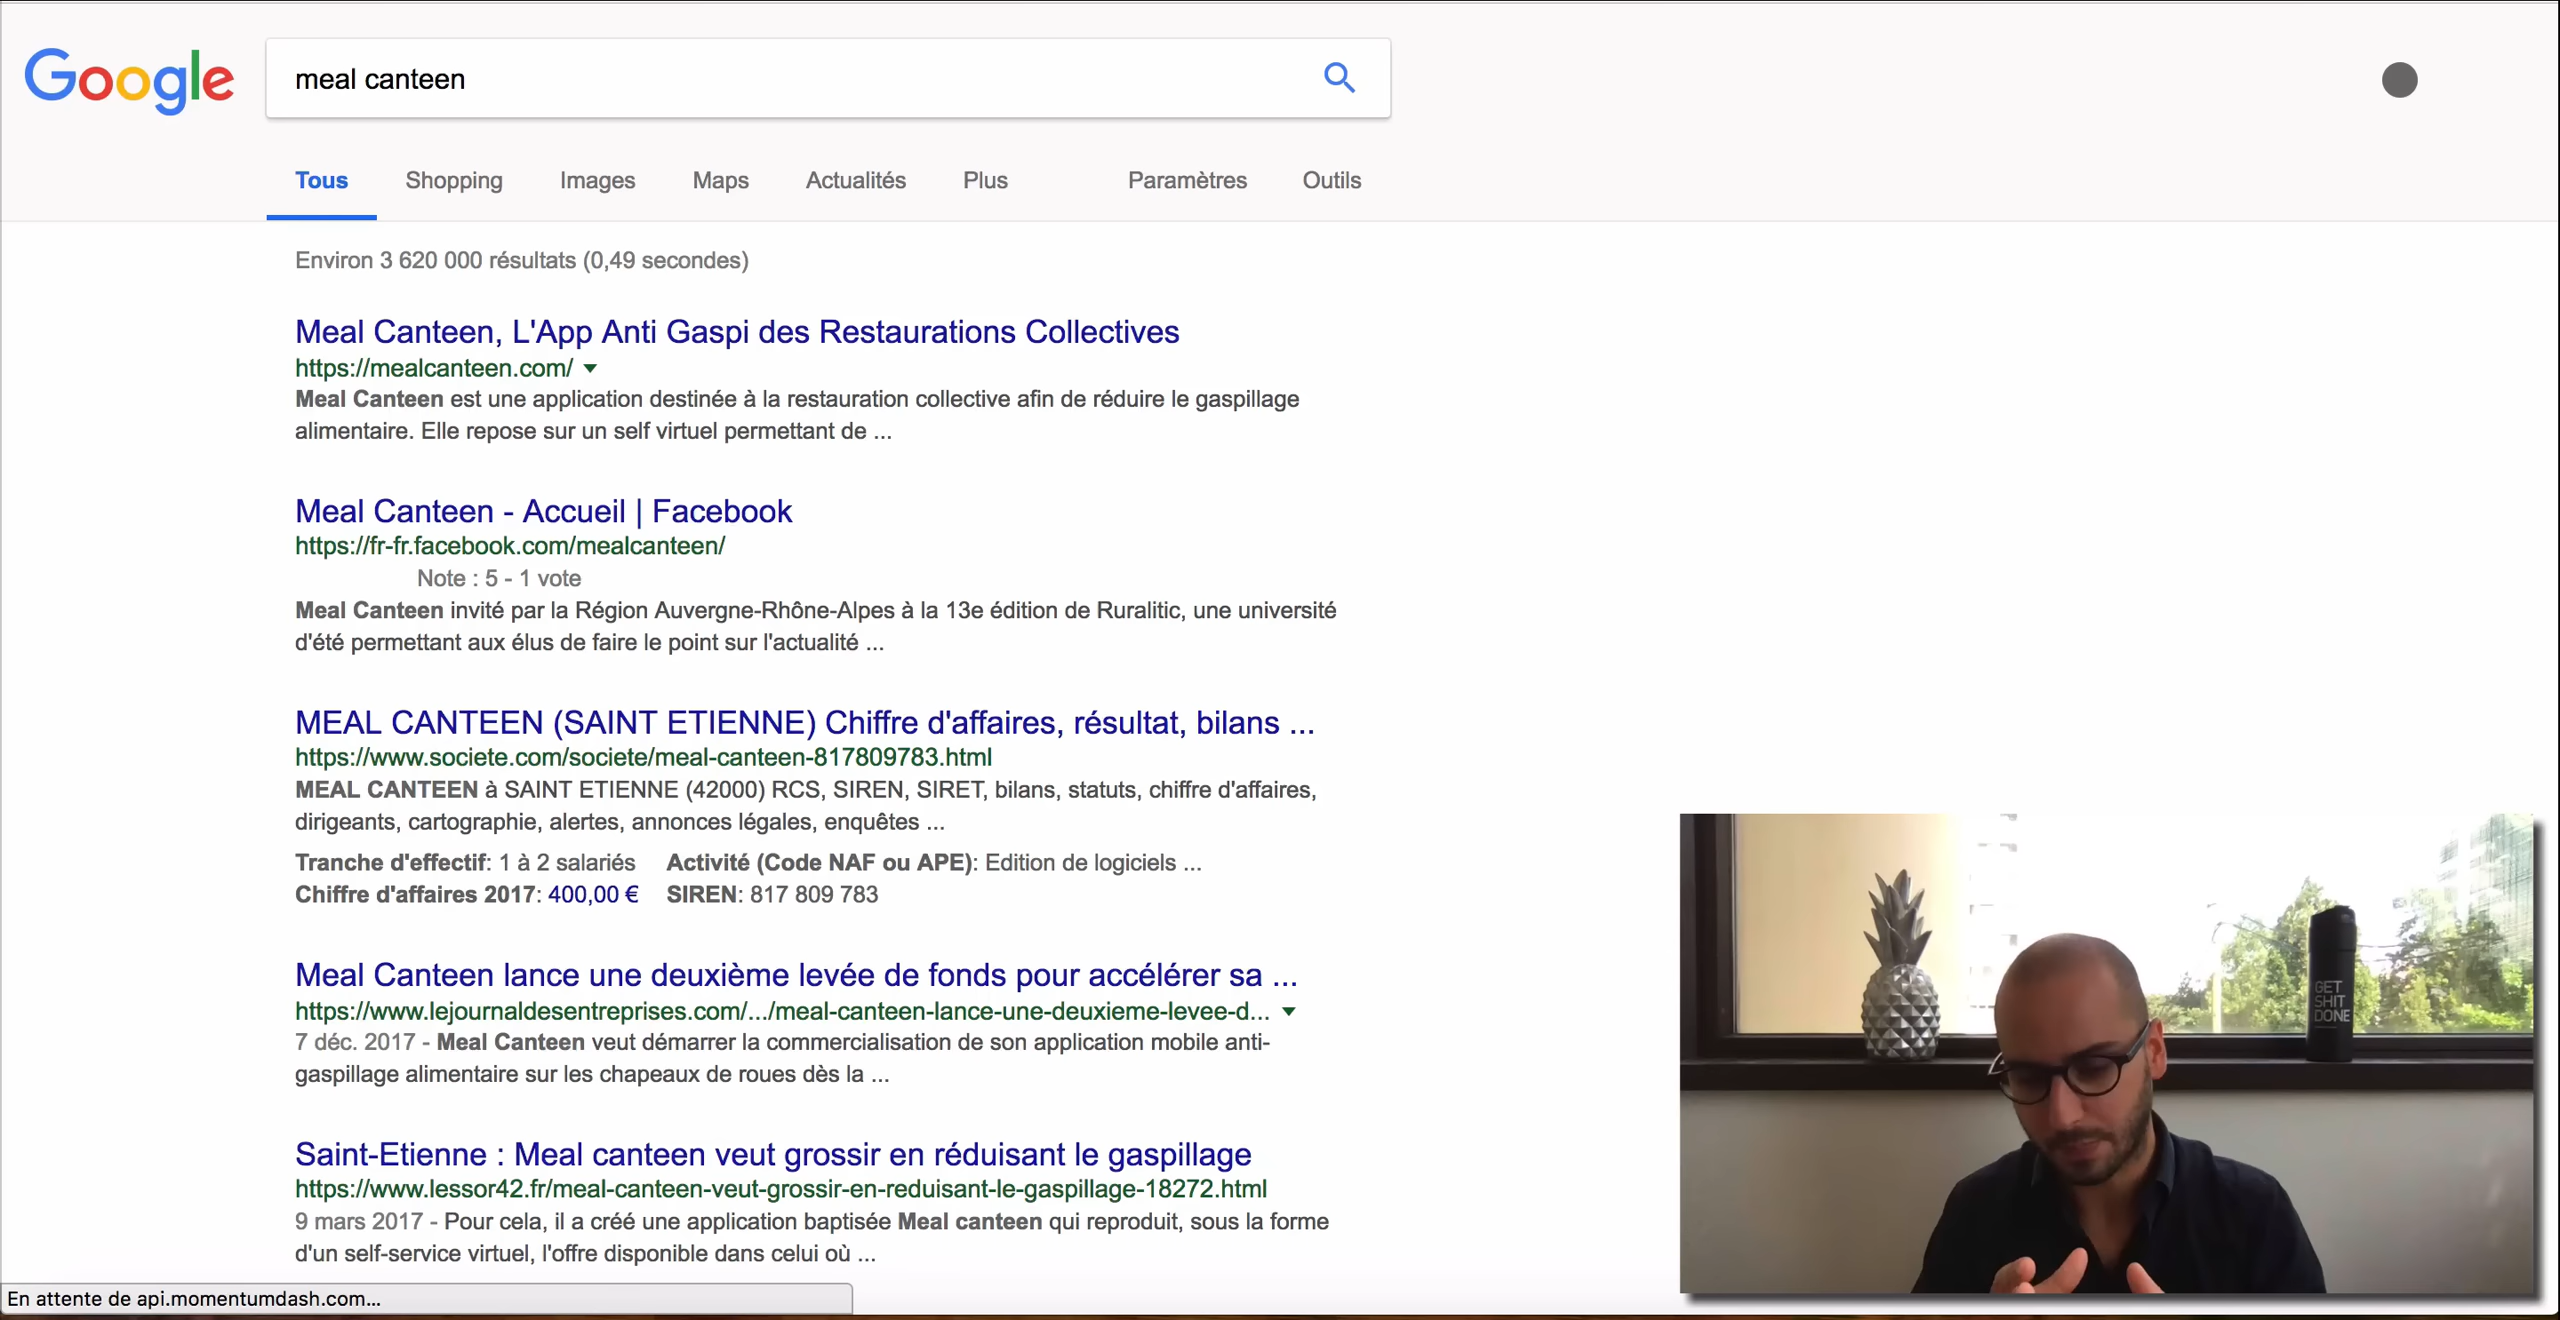 Google
meal canteen
Tous Shopping Images Maps Actualités Plus Paramètres Outils
Environ 3 620 000 résultats (0,49 secondes)
Meal Canteen, L'App Anti Gaspi des Restaurations Collectives
https://mealcanteen.com/
Meal Canteen est une application destinée à la restauration collective afin de réduire le gaspillage
alimentaire. Elle repose sur un self virtuel permettant de ...
Meal Canteen - Accueil | Facebook
https://fr-fr.facebook.com/mealcanteen/
Note : 5 - 1 vote
Meal Canteen invité par la Région Auvergne-Rhône-Alpes à la 13e édition de Ruralitic, une université
d'été permettant aux élus de faire le point sur l'actualité ...
MEAL CANTEEN (SAINT ETIENNE) Chiffre d'affaires, résultat, bilans ...
https://www.societe.com/societe/meal-canteen-817809783.html
MEAL CANTEEN à SAINT ETIENNE (42000) RCS, SIREN, SIRET, bilans, statuts, chiffre d'affaires,
dirigeants, cartographie, alertes, annonces légales, enquêtes ...
Tranche d'effectif: 1 à 2 salariés Activité (Code NAF ou APE): Edition de logiciels ...
Chiffre d'affaires 2017: 400,00 € SIREN: 817 809 783
Meal Canteen lance une deuxième levée de fonds pour accélérer sa ...
https://www.lejournaldesentreprises.com/.../meal-canteen-lance-une-deuxieme-levee-d...
7 déc. 2017 - Meal Canteen veut démarrer la commercialisation de son application mobile anti-
gaspillage alimentaire sur les chapeaux de roues dès la ...
Saint-Etienne : Meal canteen veut grossir en réduisant le gaspillage
https://www.lessor42.fr/meal-canteen-veut-grossir-en-reduisant-le-gaspillage-18272.html
9 mars 2017 - Pour cela, il a créé une application baptisée Meal canteen qui reproduit, sous la forme
d'un self-service virtuel, l'offre disponible dans celui où ...
En attente de api.momentumdash.com...
GET
SHIT
DONE